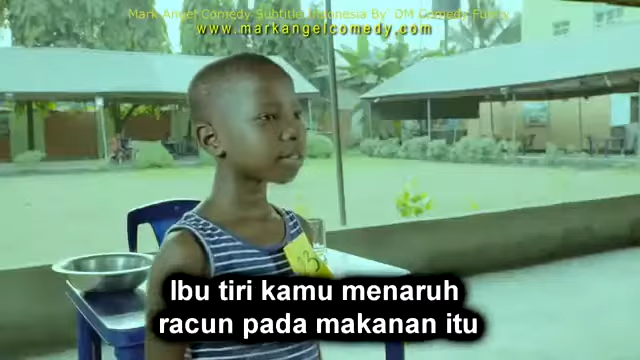 Mark Angel Comedy Subtitle Indonesia By OM Comedy Funny
www.markangelcomedy.com
13
Ibu tiri kamu menaruh
racun pada makanan itu